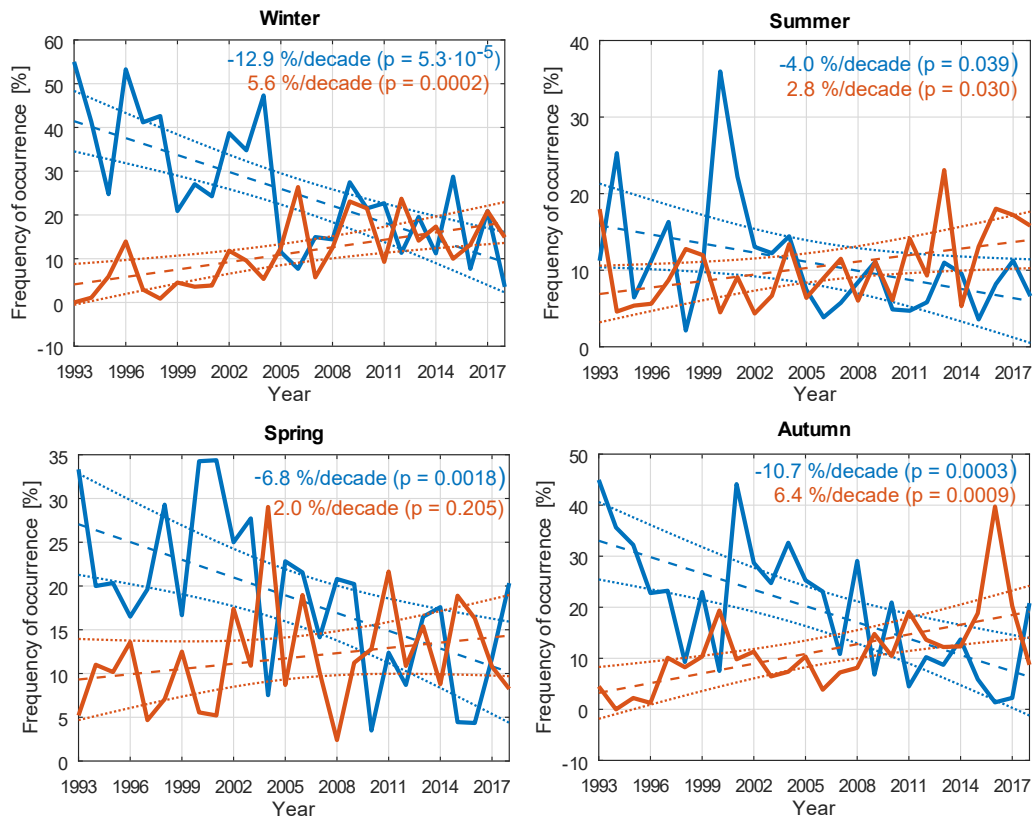 Winter
-12.9 %/decade (p = 5.3·10⁻⁵)
5.6 %/decade (p = 0.0002)
Frequency of occurrence [%]
60
50
40
30
20
10
0
-10
1993 1996 1999 2002 2005 2008 2011 2014 2017
Year
Summer
-4.0 %/decade (p = 0.039)
2.8 %/decade (p = 0.030)
Frequency of occurrence [%]
40
30
20
10
0
1993 1996 1999 2002 2005 2008 2011 2014 2017
Year
Spring
-6.8 %/decade (p = 0.0018)
2.0 %/decade (p = 0.205)
Frequency of occurrence [%]
35
30
25
20
15
10
5
0
1993 1996 1999 2002 2005 2008 2011 2014 2017
Year
Autumn
-10.7 %/decade (p = 0.0003)
6.4 %/decade (p = 0.0009)
Frequency of occurrence [%]
50
40
30
20
10
0
-10
1993 1996 1999 2002 2005 2008 2011 2014 2017
Year